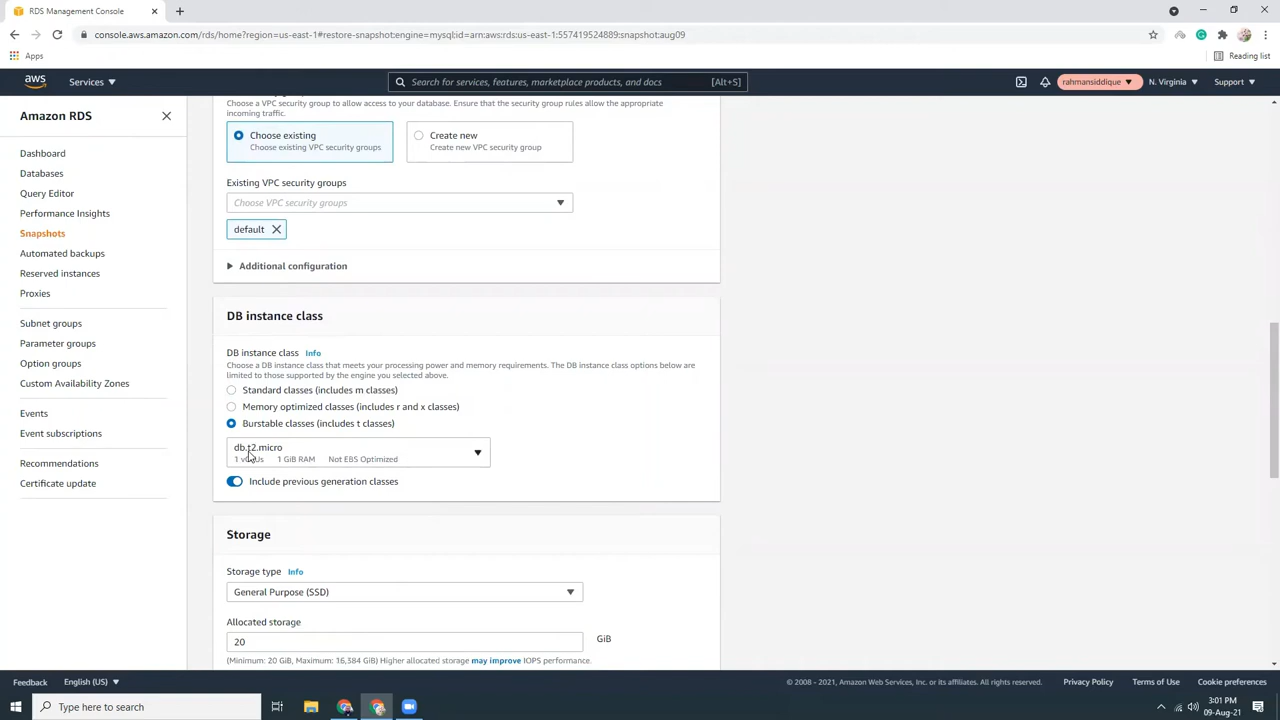 RDS Management Console
console.aws.amazon.com/rds/home?region=us-east-1#restore-snapshot:engine=mysql;id=arn:aws:rds:us-east-1:557419524889:snapshot:aug09
Apps
Reading list
aws
Services
Search for services, features, marketplace products, and docs
[Alt+S]
rahmansiddique
N. Virginia
Support
Amazon RDS
Dashboard
Databases
Query Editor
Performance Insights
Snapshots
Automated backups
Reserved instances
Proxies
Subnet groups
Parameter groups
Option groups
Custom Availability Zones
Events
Event subscriptions
Recommendations
Certificate update
Choose a VPC security group to allow access to your database. Ensure that the security group rules allow the appropriate
incoming traffic.
Choose existing
Choose existing VPC security groups
Create new
Create new VPC security group
Existing VPC security groups
Choose VPC security groups
default
Additional configuration
DB instance class
DB instance class Info
Choose a DB instance class that meets your processing power and memory requirements. The DB instance class options below are
limited to those supported by the engine you selected above.
Standard classes (includes m classes)
Memory optimized classes (includes r and x classes)
Burstable classes (includes t classes)
db.t2.micro
1 GiB RAM Not EBS Optimized
Include previous generation classes
Storage
Storage type Info
General Purpose (SSD)
Allocated storage
20
GiB
(Minimum: 20 GiB, Maximum: 16,384 GiB) Higher allocated storage may improve IOPS performance.
Feedback
English (US)
© 2008 - 2021, Amazon Web Services, Inc. or its affiliates. All rights reserved.
Privacy Policy
Terms of Use
Cookie preferences
Type here to search
3:01 PM
09-Aug-21